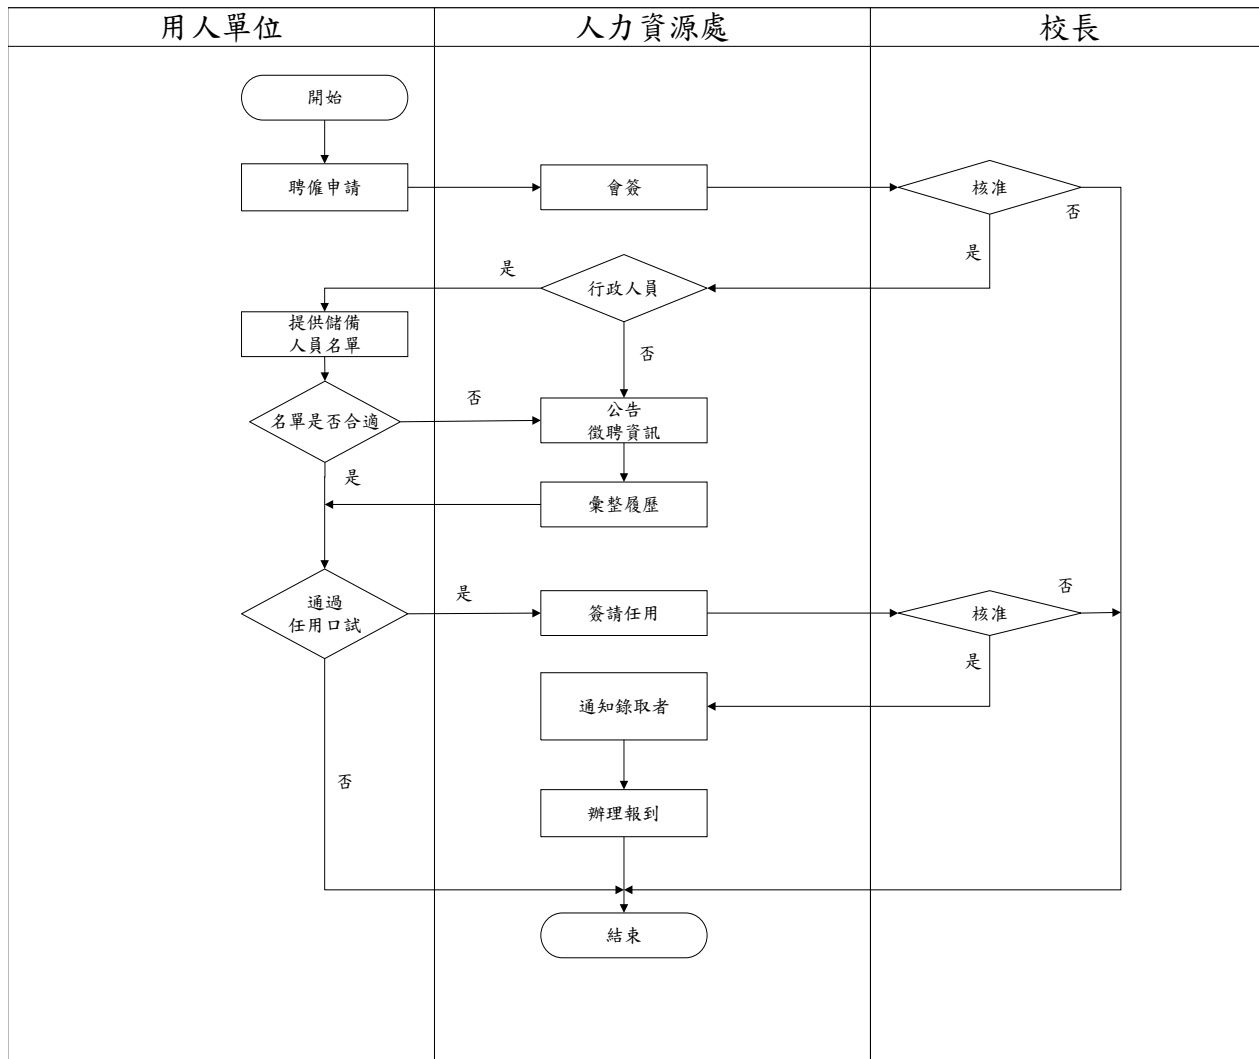 用人單位
人力資源處
校長
開始
聘僱申請
會簽
核准
否
是
是
行政人員
提供儲備
人員名單
否
名單是否合適
否
公告
徵聘資訊
是
彙整履歷
通過
任用口試
是
簽請任用
核准
否
是
通知錄取者
否
辦理報到
結束